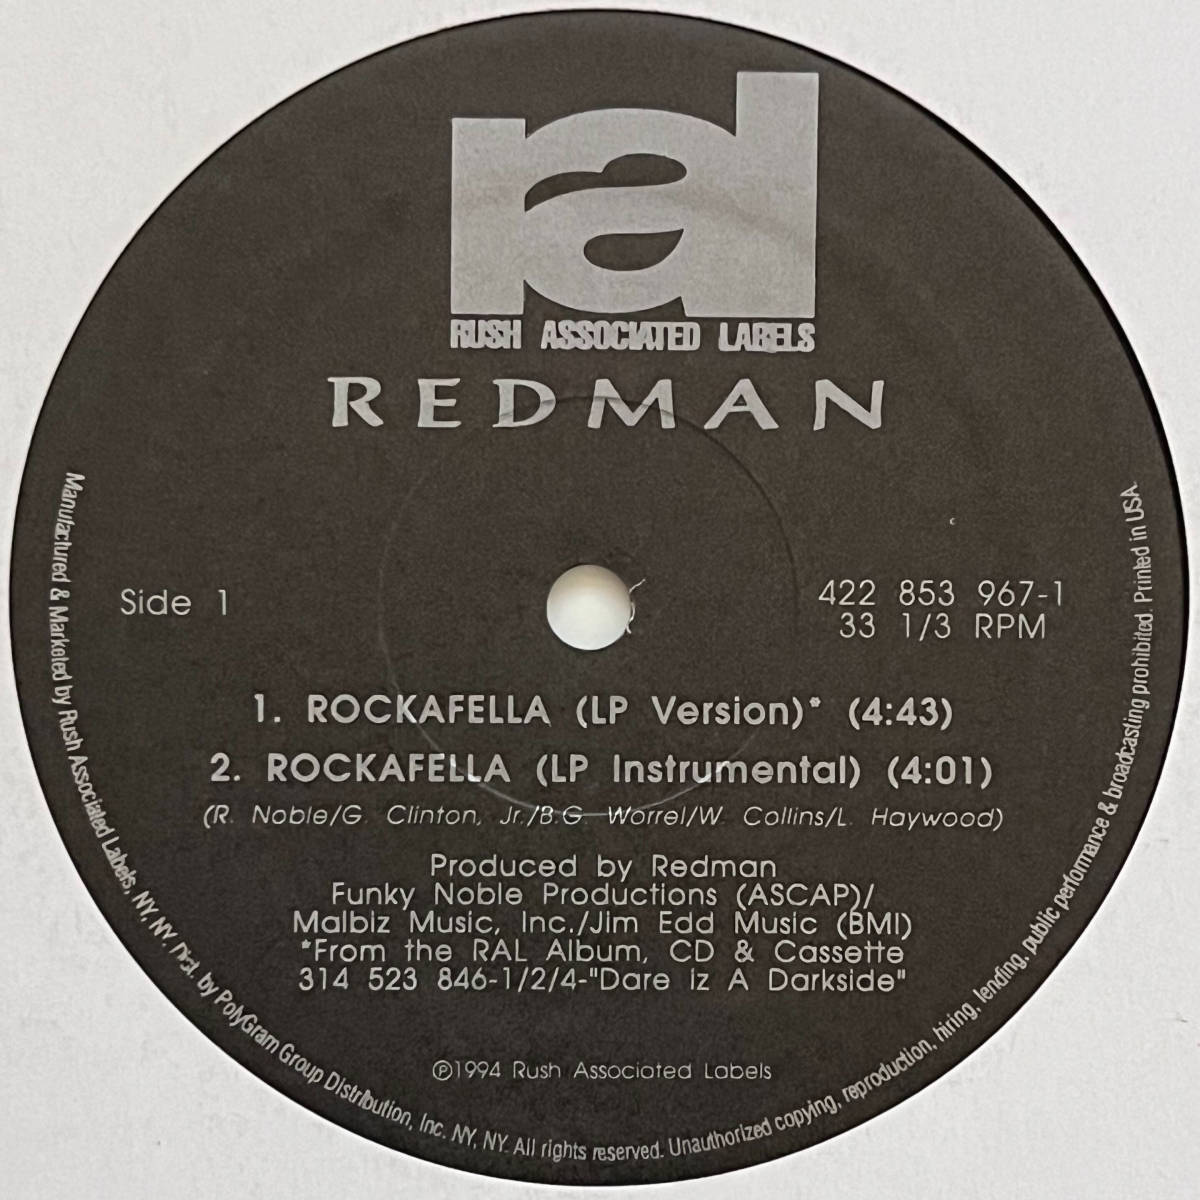 rad
RUSH ASSOCIATED LABELS
REDMAN
Side 1
422 853 967-1
33 1/3 RPM
1. ROCKAFELLA (LP Version)* (4:43)
2. ROCKAFELLA (LP Instrumental) (4:01)
(R. Noble/G. Clinton, Jr./B.G. Worrel/W. Collins/L. Haywood)
Produced by Redman
Funky Noble Productions (ASCAP)/
Malbiz Music, Inc./Jim Edd Music (BMI)
*From the RAL Album, CD & Cassette
314 523 846-1/2/4-"Dare Iz A Darkside"
℗1994 Rush Associated Labels
Manufactured & Marketed by Rush Associated Labels, NY, NY. Dist. by PolyGram Group Distribution, Inc. NY, NY. All rights reserved. Unauthorized copying, reproduction, hiring, lending, public performance & broadcasting prohibited. Printed in USA.